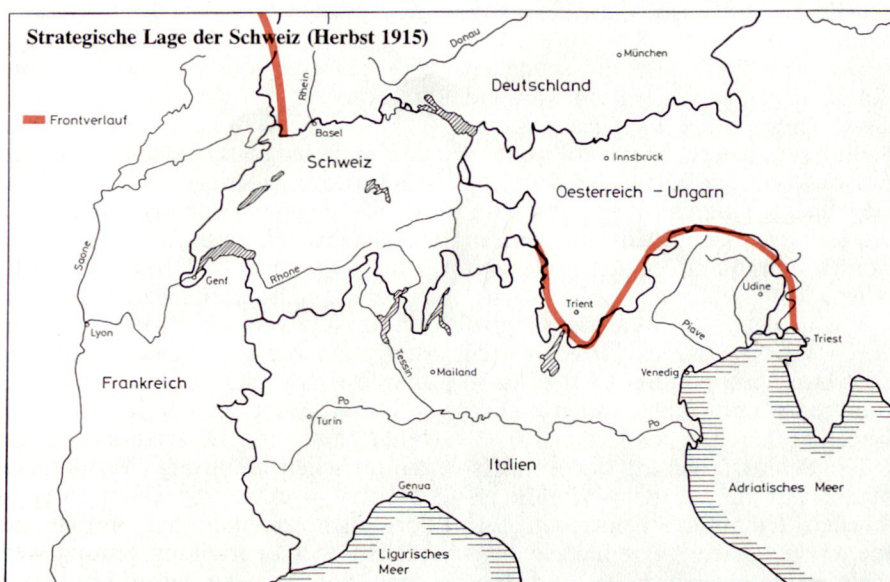 Strategische Lage der Schweiz (Herbst 1915)
Donau
München
Deutschland
Rhein
Frontverlauf
Basel
Schweiz
Innsbruck
Oesterreich - Ungarn
Saone
Genf
Rhone
Trient
Udine
Piave
Lyon
Triest
Tessin
Mailand
Venedig
Frankreich
Po
Turin
Po
Italien
Genua
Adriatisches Meer
Ligurisches
Meer